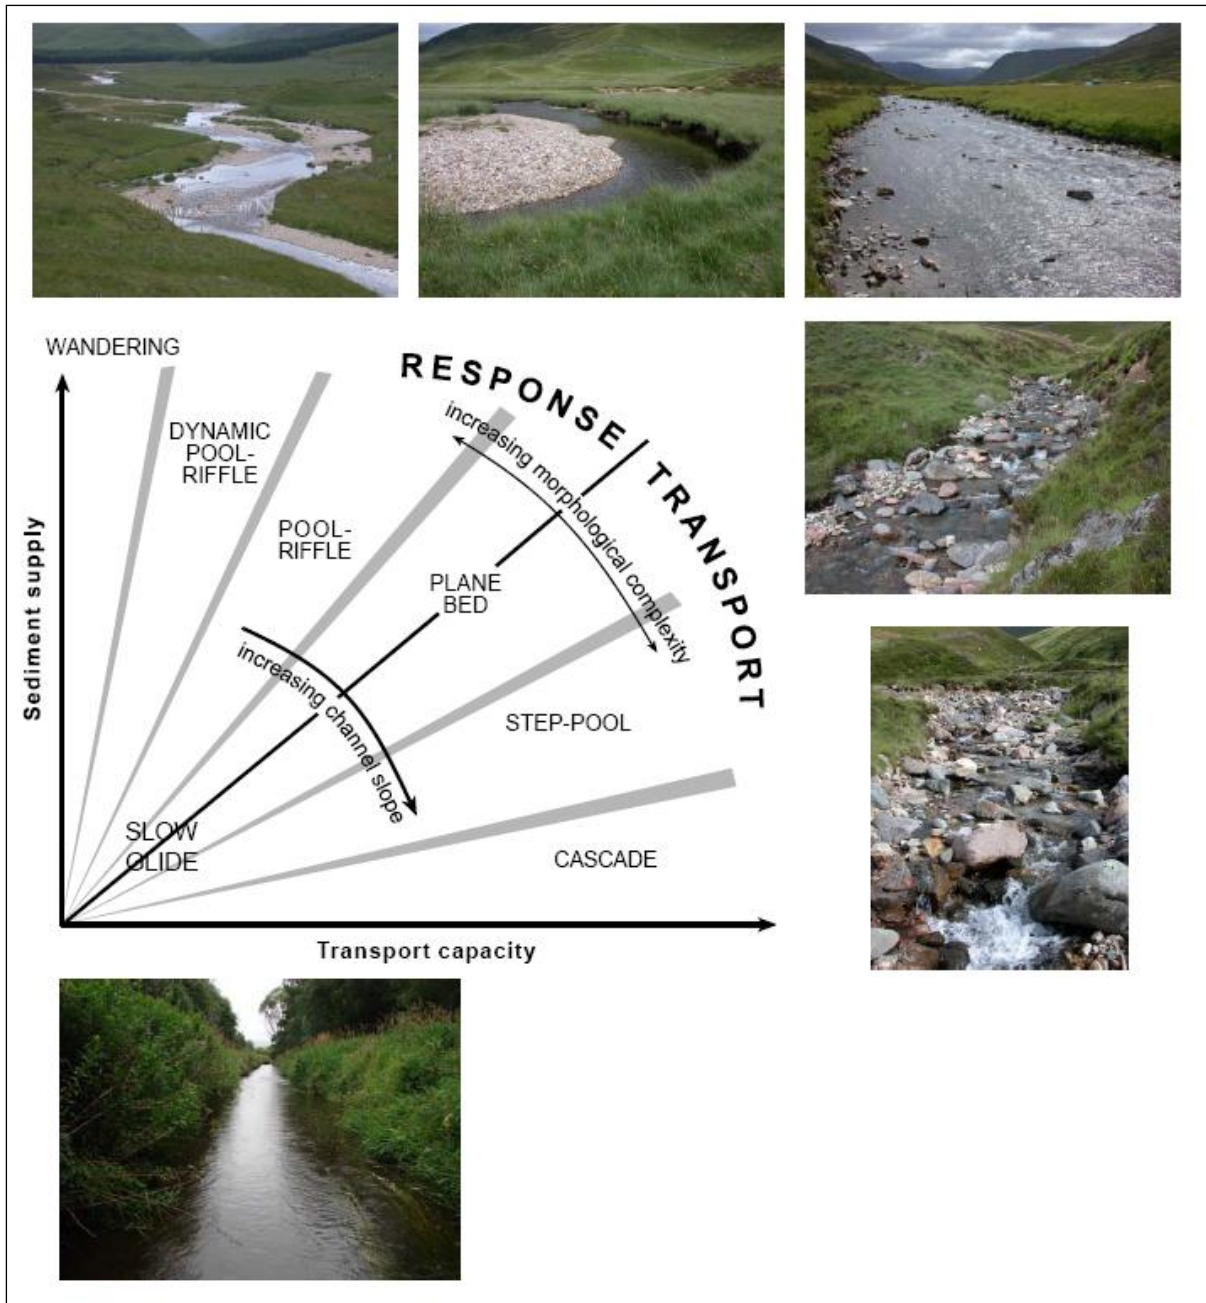 WANDERING
DYNAMIC
POOL-
RIFFLE
POOL-
RIFFLE
RESPONSE / TRANSPORT
increasing morphological complexity
PLANE
BED
increasing channel slope
STEP-POOL
SLOW
GLIDE
CASCADE
Sediment supply
Transport capacity